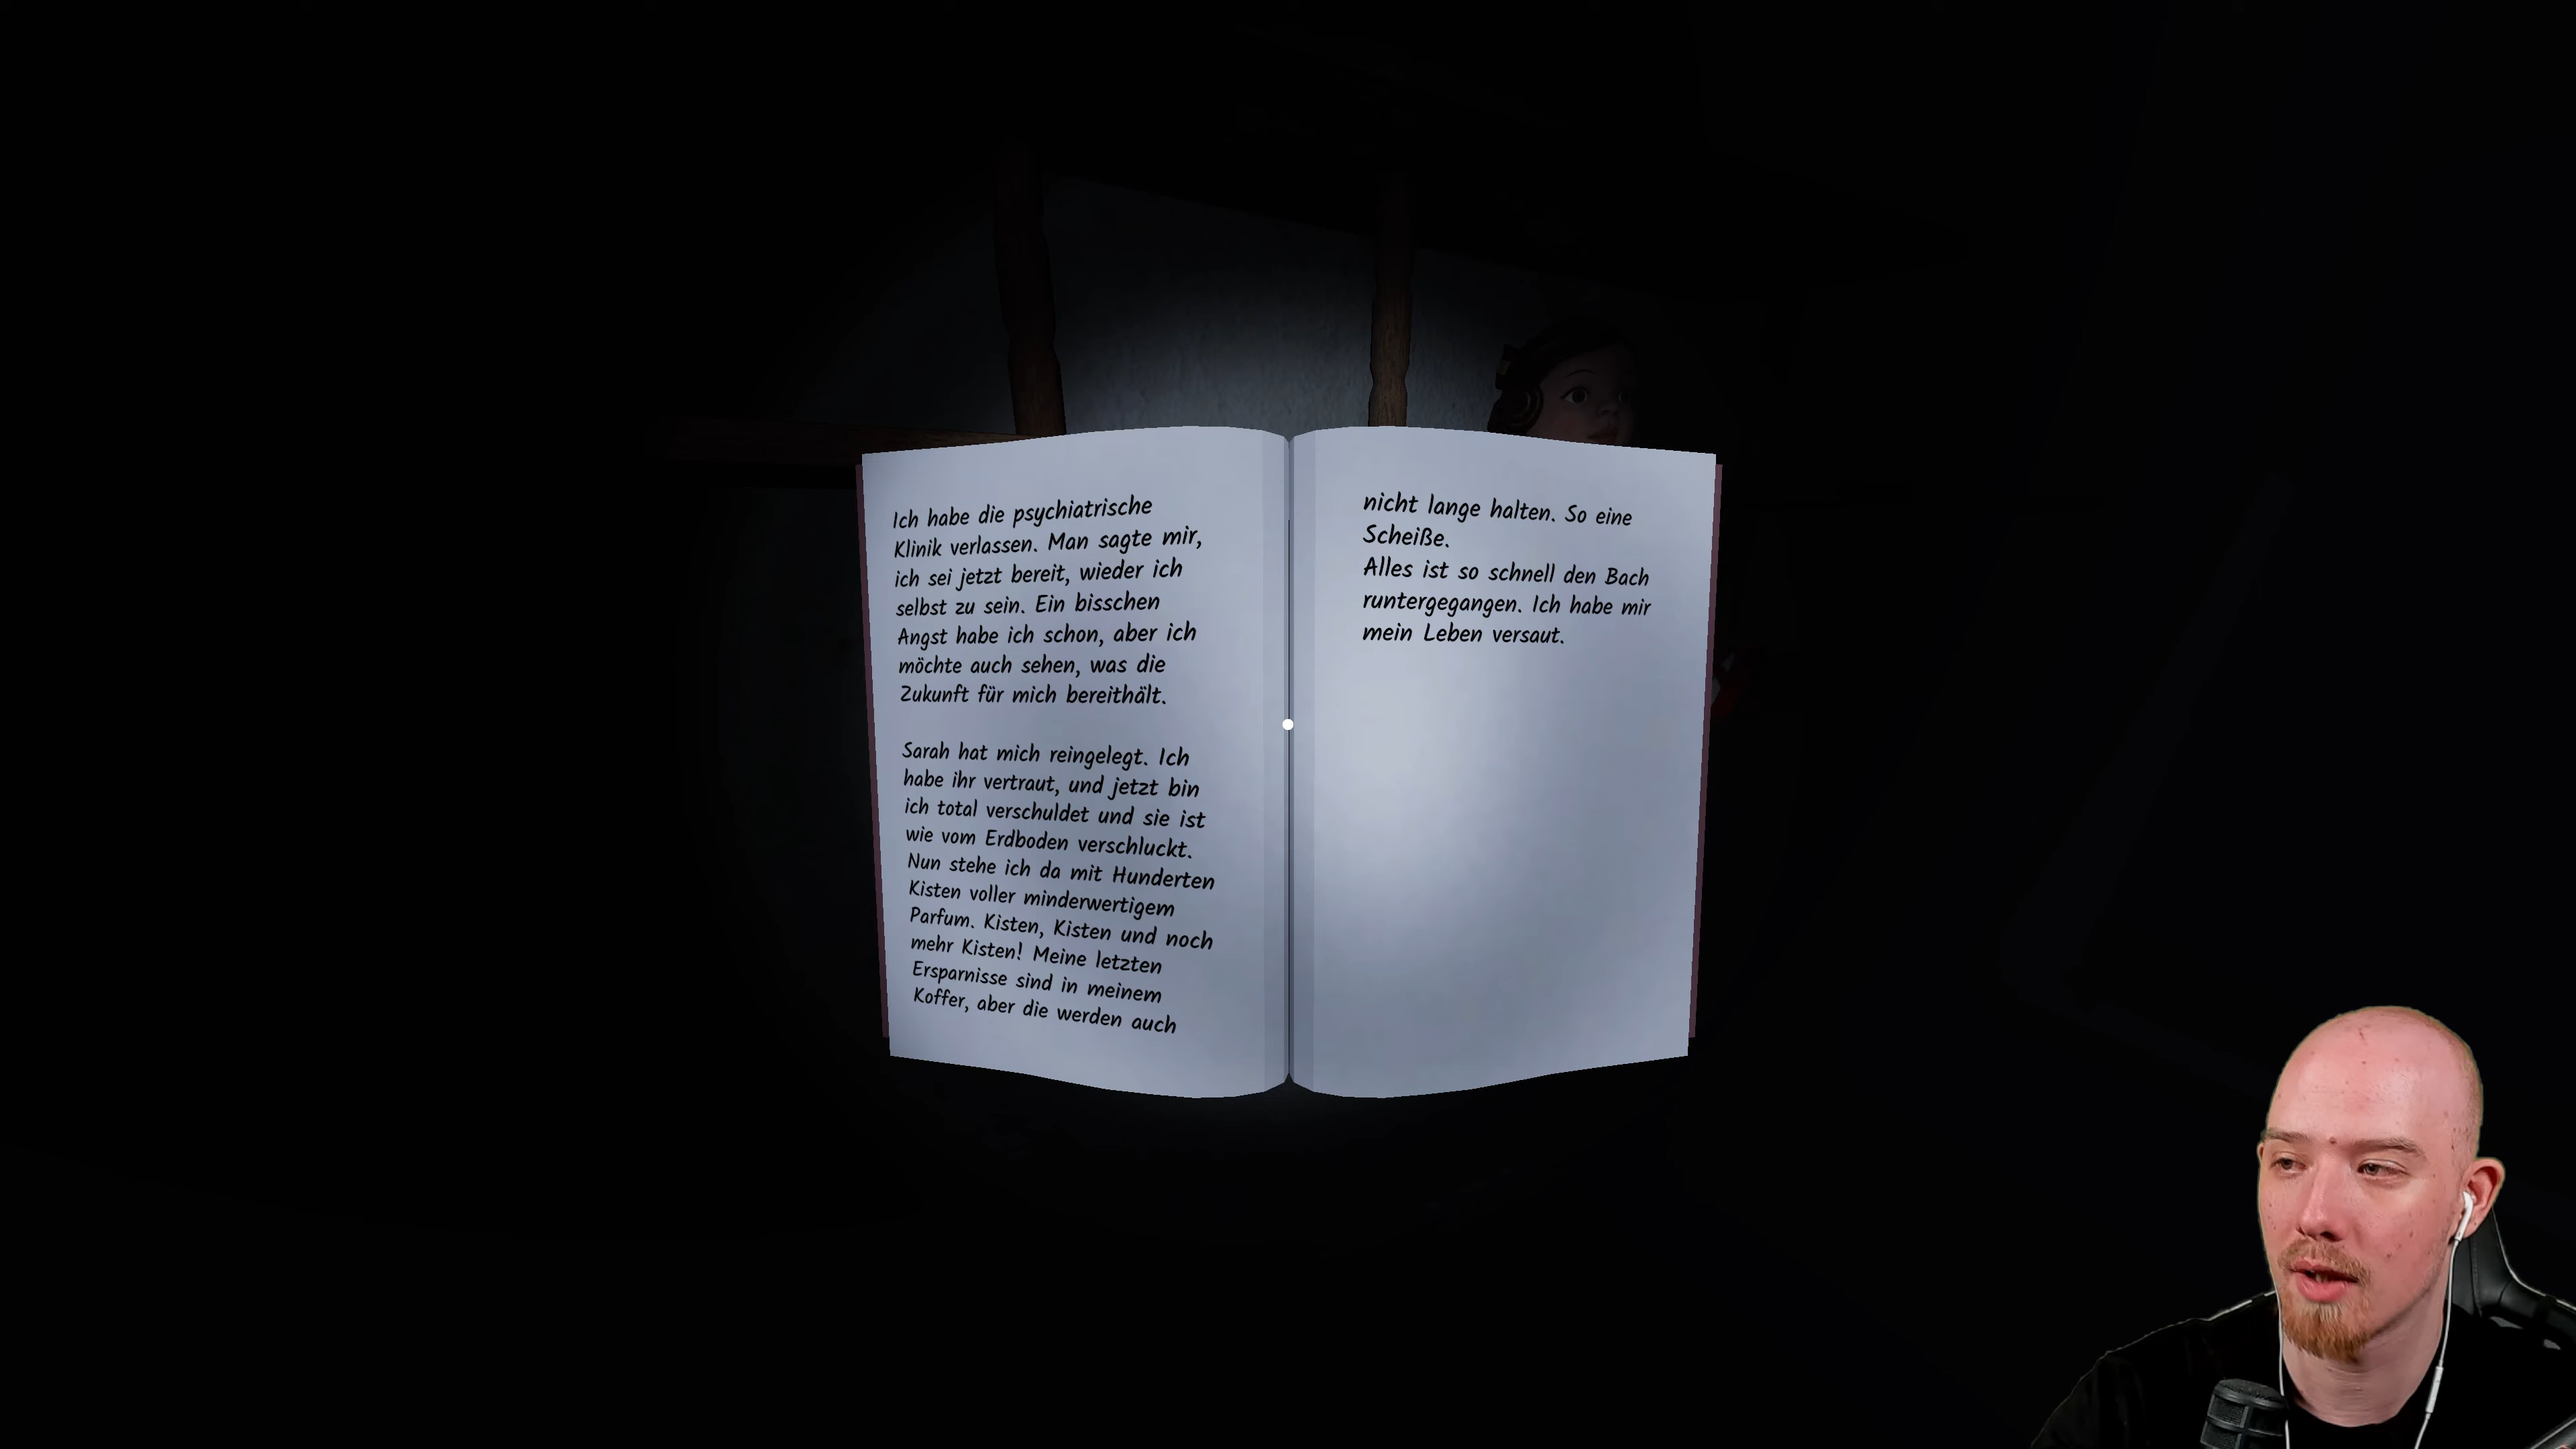 Ich habe die psychiatrische
Klinik verlassen. Man sagte mir,
ich sei jetzt bereit, wieder ich
selbst zu sein. Ein bisschen
Angst habe ich schon, aber ich
möchte auch sehen, was die
Zukunft für mich bereithält.
Sarah hat mich reingelegt. Ich
habe ihr vertraut, und jetzt bin
ich total verschuldet und sie ist
wie vom Erdboden verschluckt.
Nun stehe ich da mit Hunderten
Kisten voller minderwertigem
Parfum. Kisten, Kisten und noch
mehr Kisten! Meine letzten
Ersparnisse sind in meinem
Koffer, aber die werden auch
nicht lange halten. So eine
Scheiße.
Alles ist so schnell den Bach
runtergegangen. Ich habe mir
mein Leben versaut.